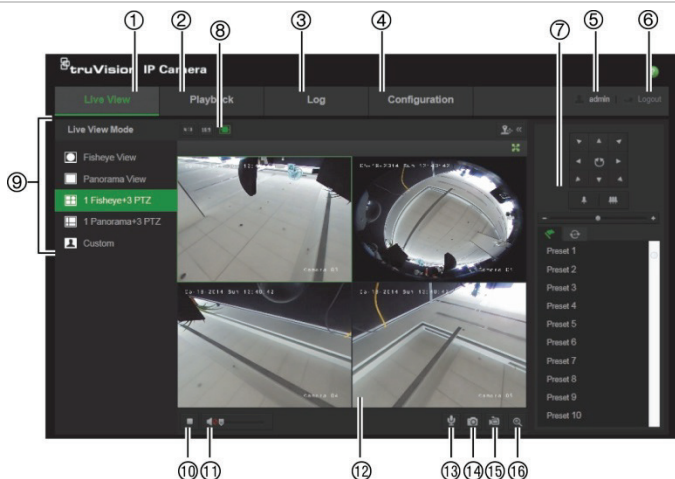 ① ② ⑧ ③ ④ ⑦ ⑤ ⑥
truVision IP Camera
Live View Playback Log Configuration admin Logout
Live View Mode
⑨
Fisheye View
Panorama View
1 Fisheye+3 PTZ
1 Panorama+3 PTZ
Custom
Camera 01
Preset 1
Preset 2
Preset 3
Preset 4
Preset 5
Preset 6
Preset 7
Preset 8
Preset 9
Preset 10
⑩ ⑪ ⑫ ⑬ ⑭ ⑮ ⑯